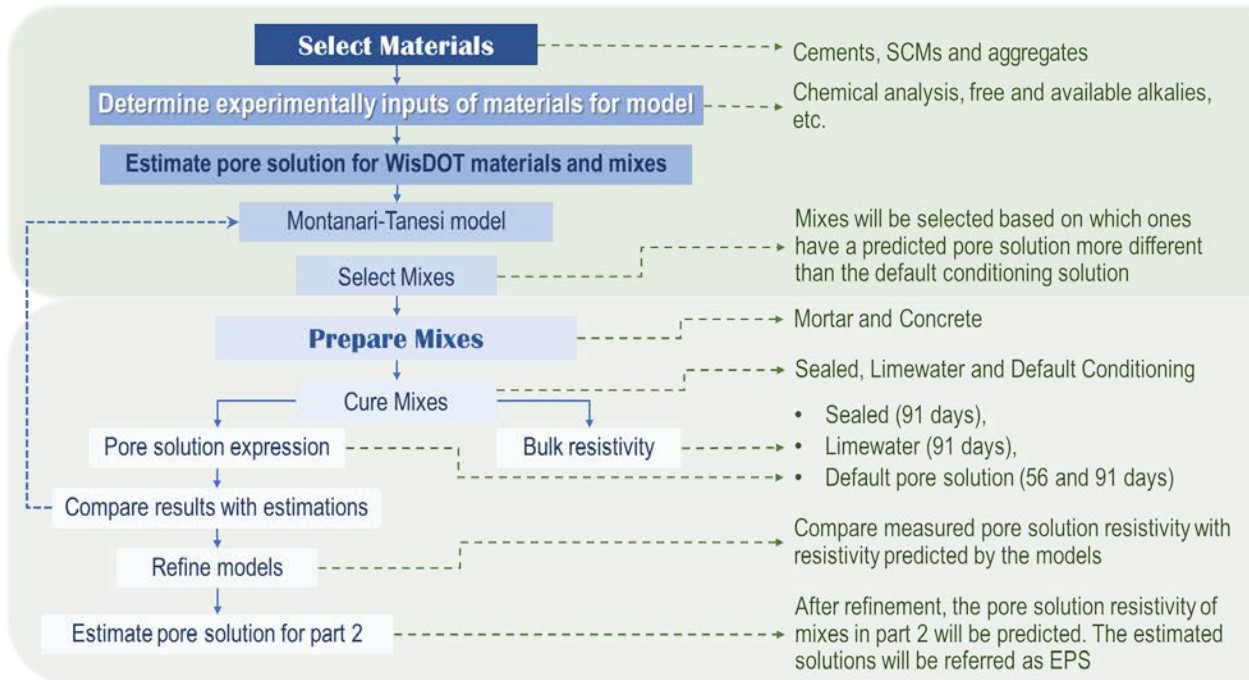 Select Materials
Cements, SCMs and aggregates
Determine experimentally inputs of materials for model
Chemical analysis, free and available alkalies,
etc.
Estimate pore solution for WisDOT materials and mixes
Montanari-Tanesi model
Mixes will be selected based on which ones
have a predicted pore solution more different
than the default conditioning solution
Select Mixes
Prepare Mixes
Mortar and Concrete
Sealed, Limewater and Default Conditioning
Cure Mixes
Pore solution expression
Bulk resistivity
• Sealed (91 days),
• Limewater (91 days),
• Default pore solution (56 and 91 days)
Compare results with estimations
Compare measured pore solution resistivity with
resistivity predicted by the models
Refine models
Estimate pore solution for part 2
After refinement, the pore solution resistivity of
mixes in part 2 will be predicted. The estimated
solutions will be referred as EPS